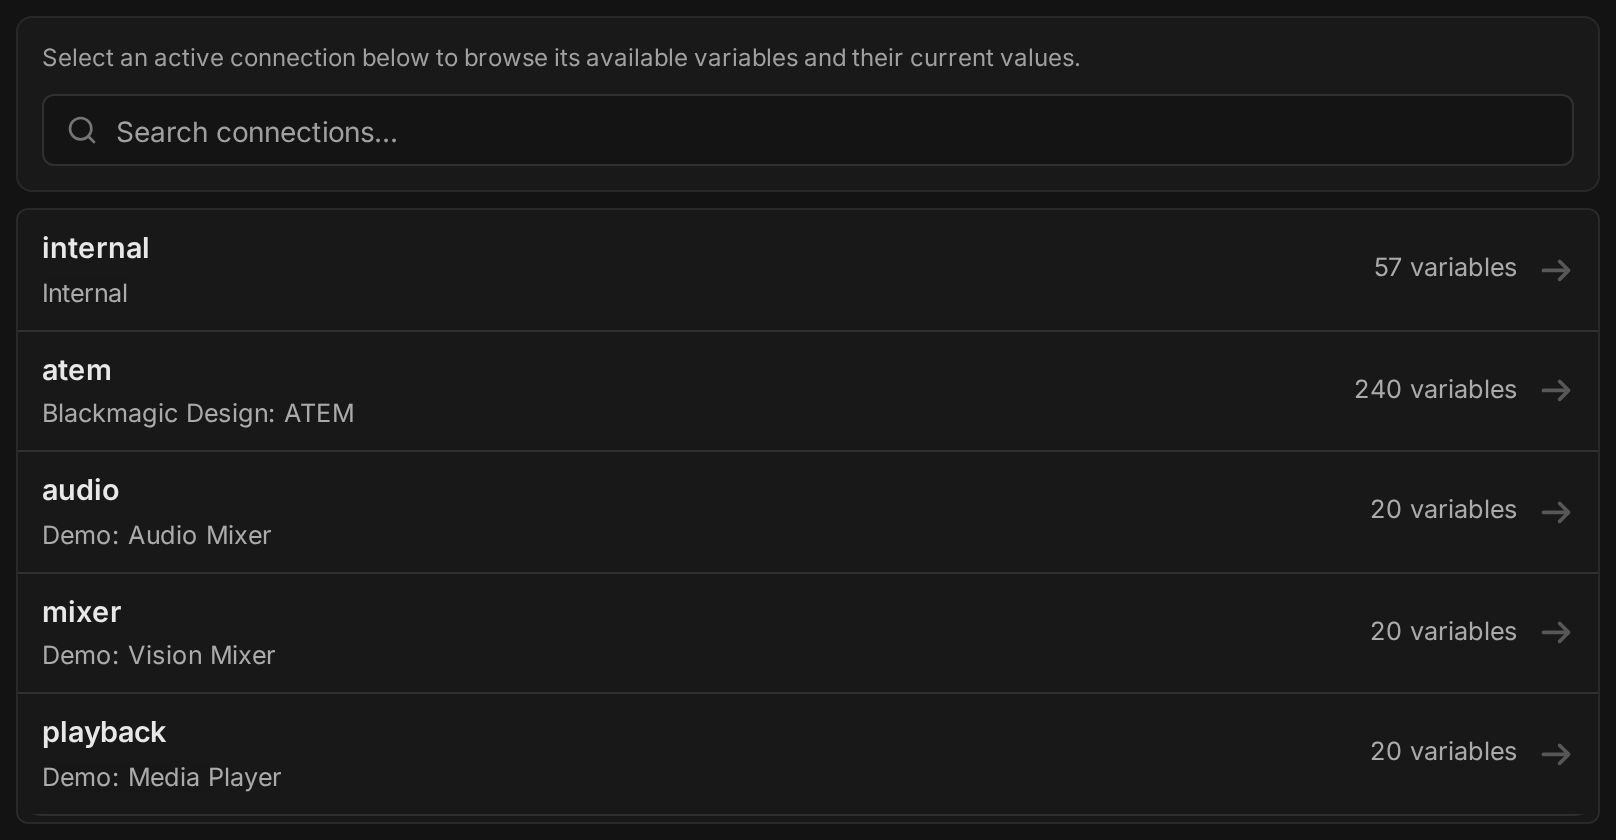 Select an active connection below to browse its available variables and their current values.
Search connections...
internal
Internal
57 variables
atem
Blackmagic Design: ATEM
240 variables
audio
Demo: Audio Mixer
20 variables
mixer
Demo: Vision Mixer
20 variables
playback
Demo: Media Player
20 variables